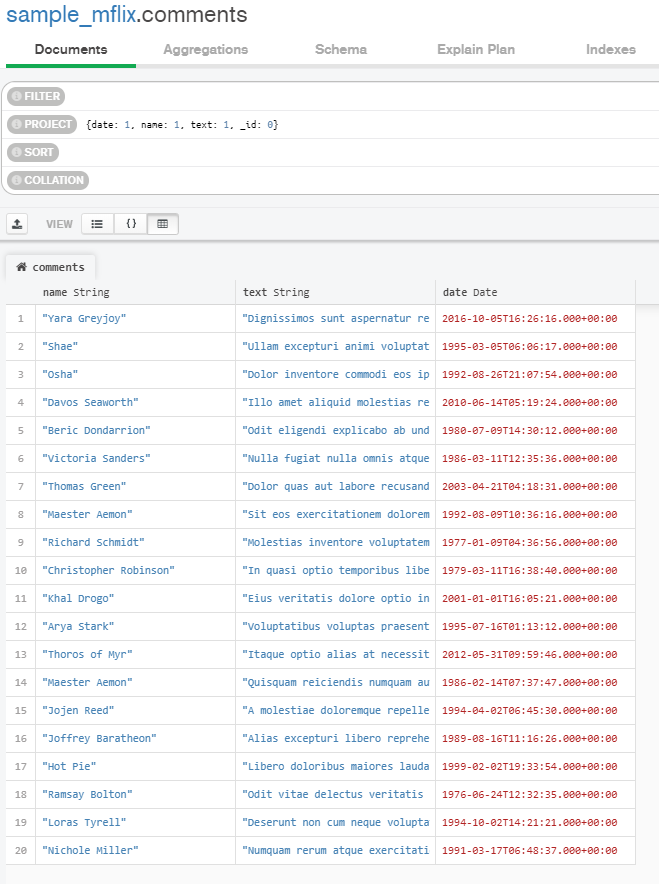 sample_mflix.comments
Documents Aggregations Schema Explain Plan Indexes
FILTER
PROJECT {date: 1, name: 1, text: 1, _id: 0}
SORT
COLLATION
VIEW {}
comments
name String text String date Date
1 "Yara Greyjoy" "Dignissimos sunt aspernatur re 2016-10-05T16:26:16.000+00:00
2 "Shae" "Ullam excepturi animi voluptat 1995-03-05T06:06:17.000+00:00
3 "Osha" "Dolor inventore commodi eos ip 1992-08-26T21:07:54.000+00:00
4 "Davos Seaworth" "Illo amet aliquid molestias re 2010-06-14T05:19:24.000+00:00
5 "Beric Dondarrion" "Odit eligendi explicabo ab und 1980-07-09T14:30:12.000+00:00
6 "Victoria Sanders" "Nulla fugiat nulla omnis atque 1986-03-11T12:35:36.000+00:00
7 "Thomas Green" "Dolor quas aut labore recusand 2003-04-21T04:18:31.000+00:00
8 "Maester Aemon" "Sit eos exercitationem dolorem 1992-08-09T10:36:16.000+00:00
9 "Richard Schmidt" "Molestias inventore voluptatem 1977-01-09T04:36:56.000+00:00
10 "Christopher Robinson" "In quasi optio temporibus libe 1979-03-11T16:38:40.000+00:00
11 "Khal Drogo" "Eius veritatis dolore optio in 2001-01-01T16:05:21.000+00:00
12 "Arya Stark" "Voluptatibus voluptas praesent 1995-07-16T01:13:12.000+00:00
13 "Thoros of Myr" "Itaque optio alias at necessit 2012-05-31T09:59:46.000+00:00
14 "Maester Aemon" "Quisquam reiciendis numquam au 1986-02-14T07:37:47.000+00:00
15 "Jojen Reed" "A molestiae doloremque repelle 1994-04-02T06:45:30.000+00:00
16 "Joffrey Baratheon" "Alias excepturi libero reprehe 1989-08-16T11:16:26.000+00:00
17 "Hot Pie" "Libero doloribus maiores lauda 1999-02-02T19:33:54.000+00:00
18 "Ramsay Bolton" "Odit vitae delectus veritatis 1976-06-24T12:32:35.000+00:00
19 "Loras Tyrell" "Deserunt non cum neque volupta 1994-10-02T14:21:21.000+00:00
20 "Nichole Miller" "Numquam rerum atque exercitati 1991-03-17T06:48:37.000+00:00